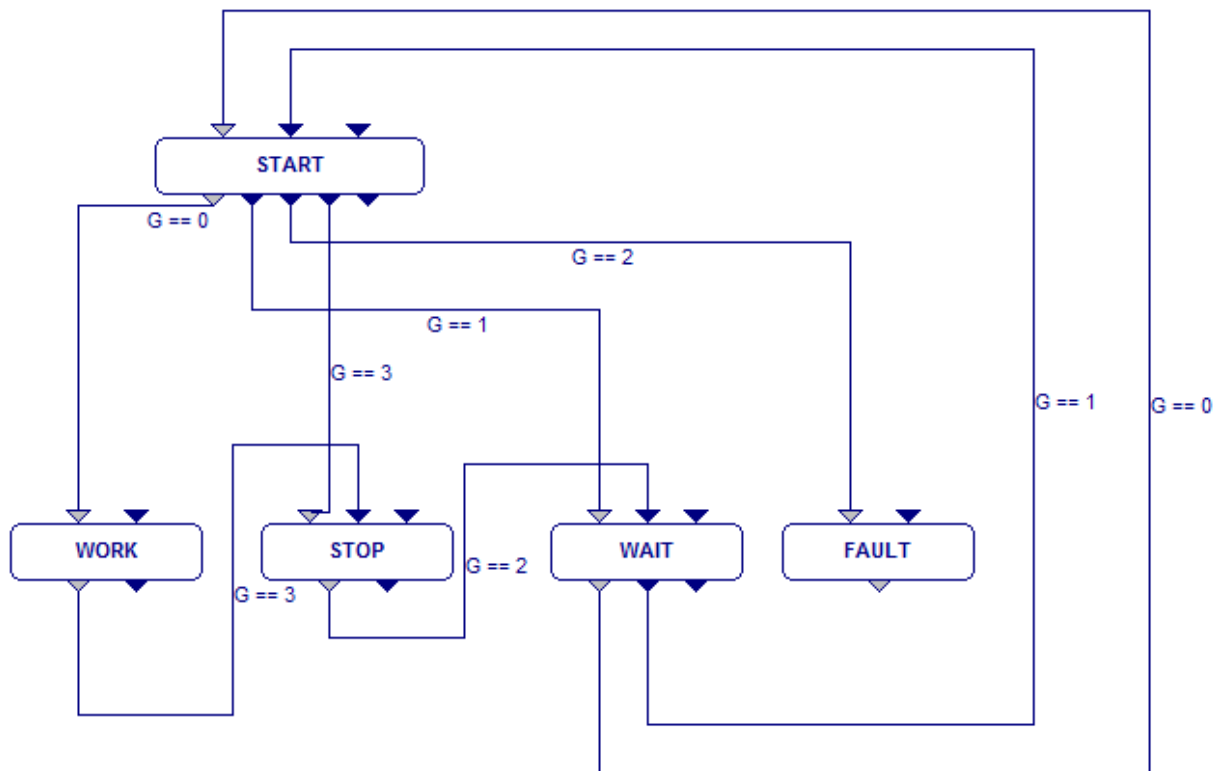 START
G == 0
G == 2
G == 1
G == 3
G == 1
G == 0
WORK
STOP
WAIT
FAULT
G == 2
G == 3